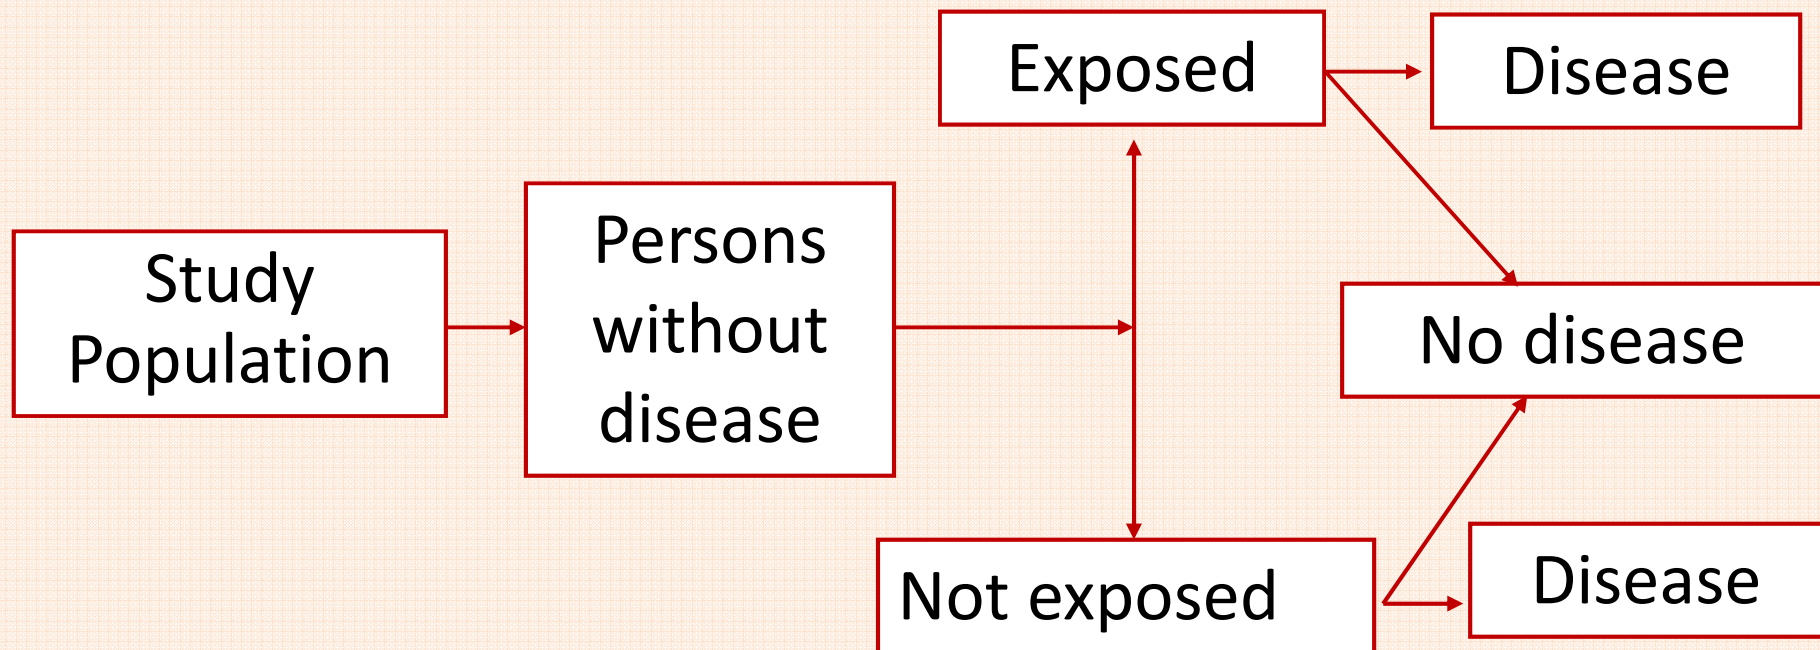 Study
Population
Persons
without
disease
Exposed
Disease
No disease
Not exposed
Disease